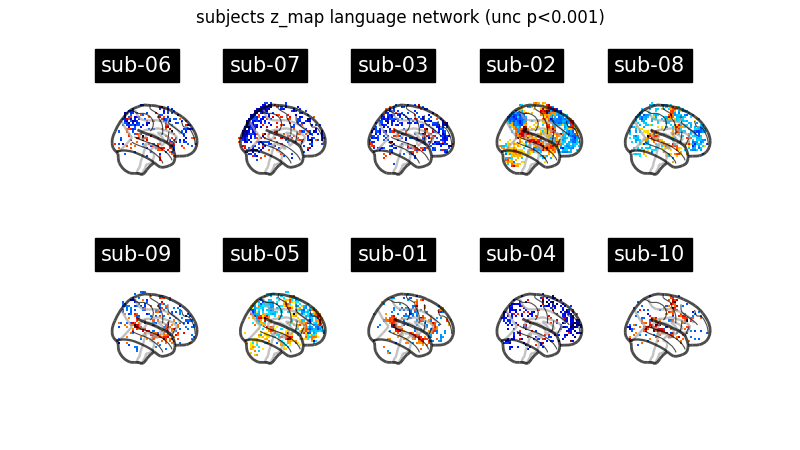 subjects z_map language network (unc p<0.001)
sub-06 sub-07 sub-03 sub-02 sub-08
sub-09 sub-05 sub-01 sub-04 sub-10